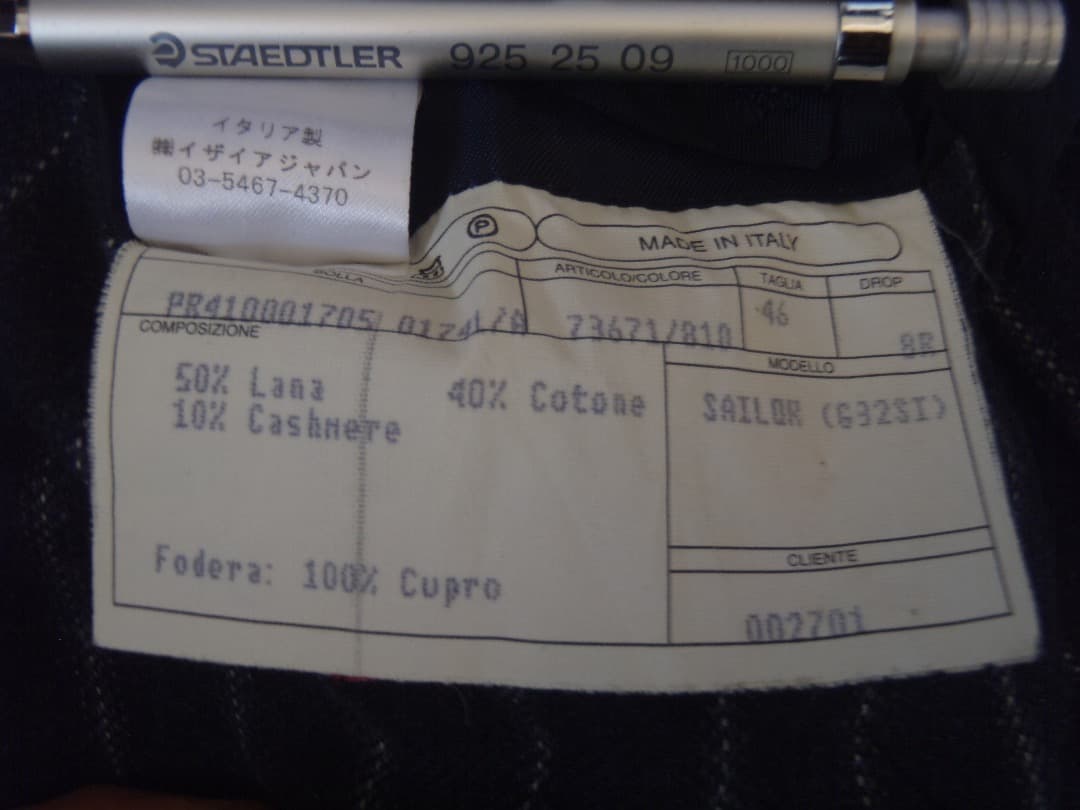 STAEDTLER 925 25 09 1000
イタリア製
㈱イザイアジャパン
03-5467-4370
P
MADE IN ITALY
BOLLA ARTICOLO/COLORE TAGLIA DROP
PR410001705 73671/810 46 8R
COMPOSIZIONE
MODELLO
50% Lana 40% Cotone
10% Cashmere
SAILOR (G32SI)
Fodera: 100% Cupro
CLIENTE
002701